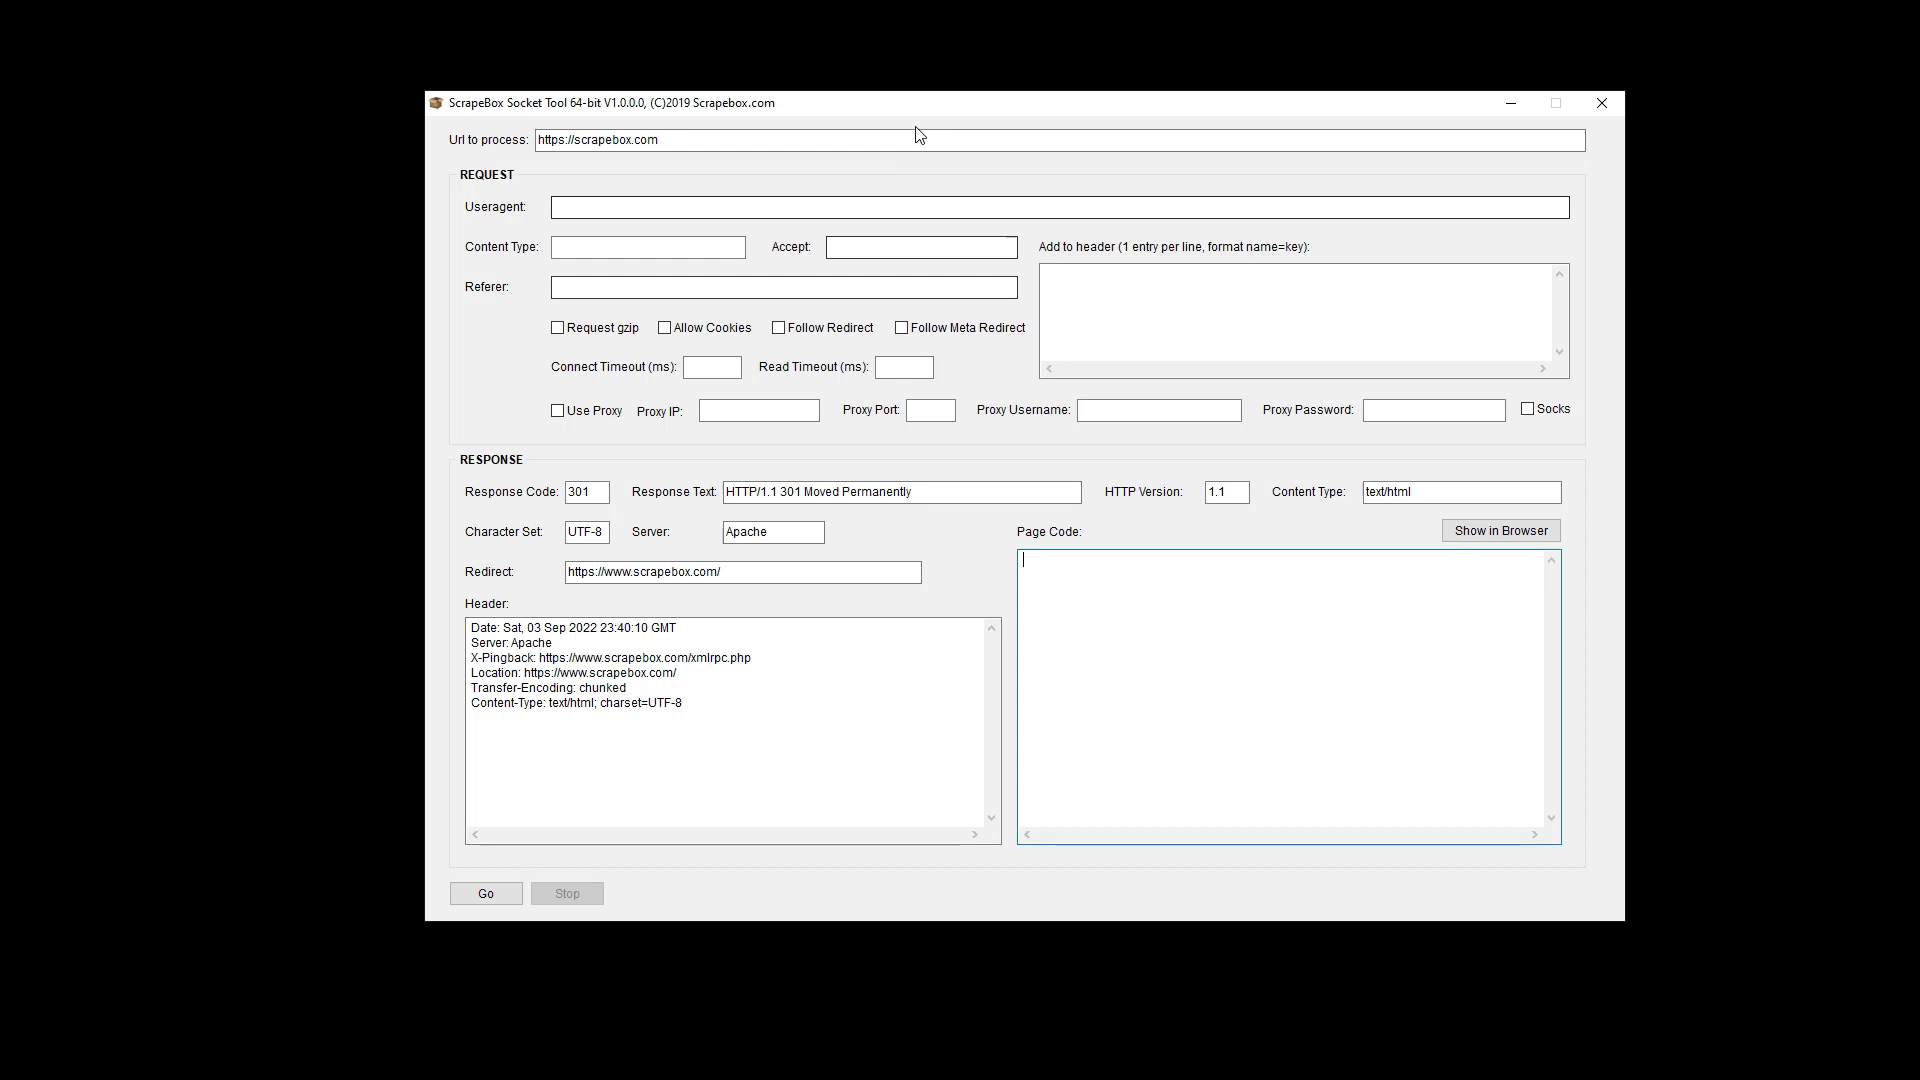 ScrapeBox Socket Tool 64-bit V1.0.0.0, (C)2019 Scrapebox.com
Url to process: https://scrapebox.com
REQUEST
Useragent:
Content Type: Accept: Add to header (1 entry per line, format name=key):
Referer:
Request gzip Allow Cookies Follow Redirect Follow Meta Redirect
Connect Timeout (ms): Read Timeout (ms):
Use Proxy Proxy IP: Proxy Port: Proxy Username: Proxy Password: Socks
RESPONSE
Response Code: 301 Response Text: HTTP/1.1 301 Moved Permanently HTTP Version: 1.1 Content Type: text/html
Character Set: UTF-8 Server: Apache Page Code: Show in Browser
Redirect: https://www.scrapebox.com/
Header:
Date: Sat, 03 Sep 2022 23:40:10 GMT
Server: Apache
X-Pingback: https://www.scrapebox.com/xmlrpc.php
Location: https://www.scrapebox.com/
Transfer-Encoding: chunked
Content-Type: text/html; charset=UTF-8
Go Stop